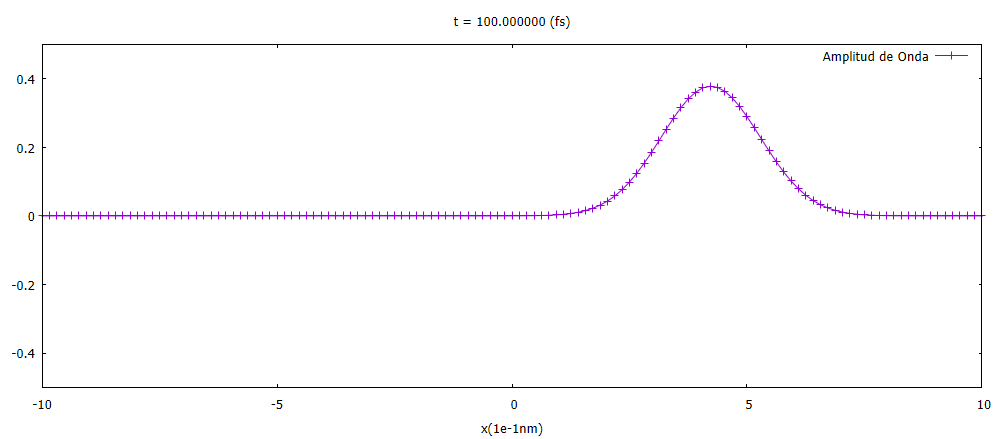 t = 100.000000 (fs)
Amplitud de Onda
0.4
0.2
0
-0.2
-0.4
-10 -5 0 5 10
x(1e-1nm)